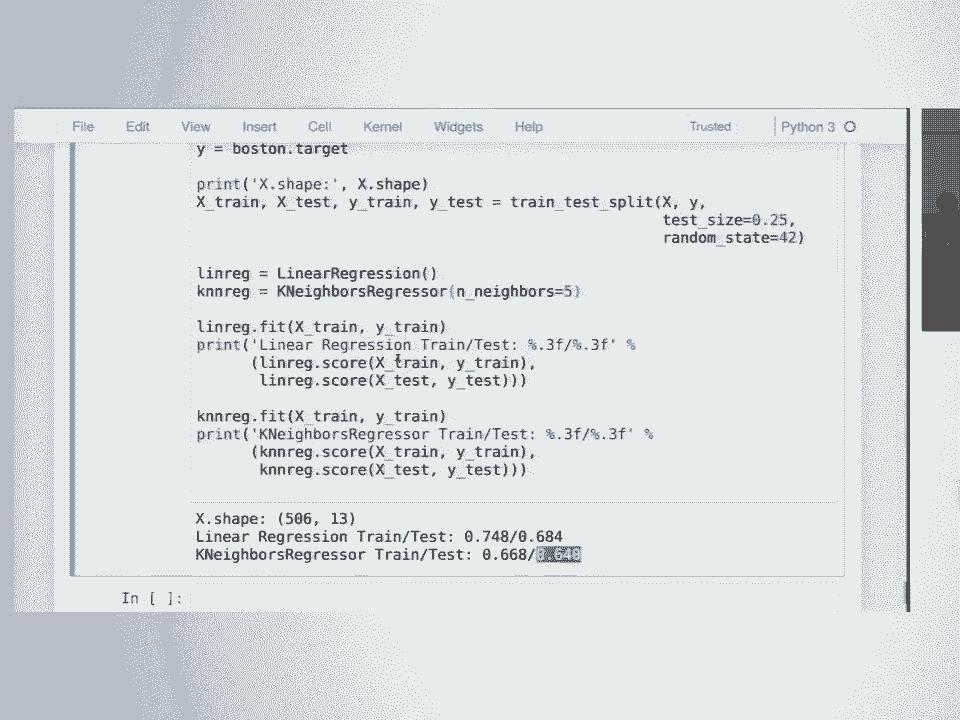 File Edit View Insert Cell Kernel Widgets Help Trusted Python 3
y = boston.target
print('X.shape:', X.shape)
X_train, X_test, y_train, y_test = train_test_split(X, y,
test_size=0.25,
random_state=42)
linreg = LinearRegression()
knnreg = KNeighborsRegressor(n_neighbors=5)
linreg.fit(X_train, y_train)
print('Linear Regression Train/Test: %.3f/%.3f' %
(linreg.score(X_train, y_train),
linreg.score(X_test, y_test)))
knnreg.fit(X_train, y_train)
print('KNeighborsRegressor Train/Test: %.3f/%.3f' %
(knnreg.score(X_train, y_train),
knnreg.score(X_test, y_test)))
X.shape: (506, 13)
Linear Regression Train/Test: 0.748/0.684
KNeighborsRegressor Train/Test: 0.668/
In [ ]: